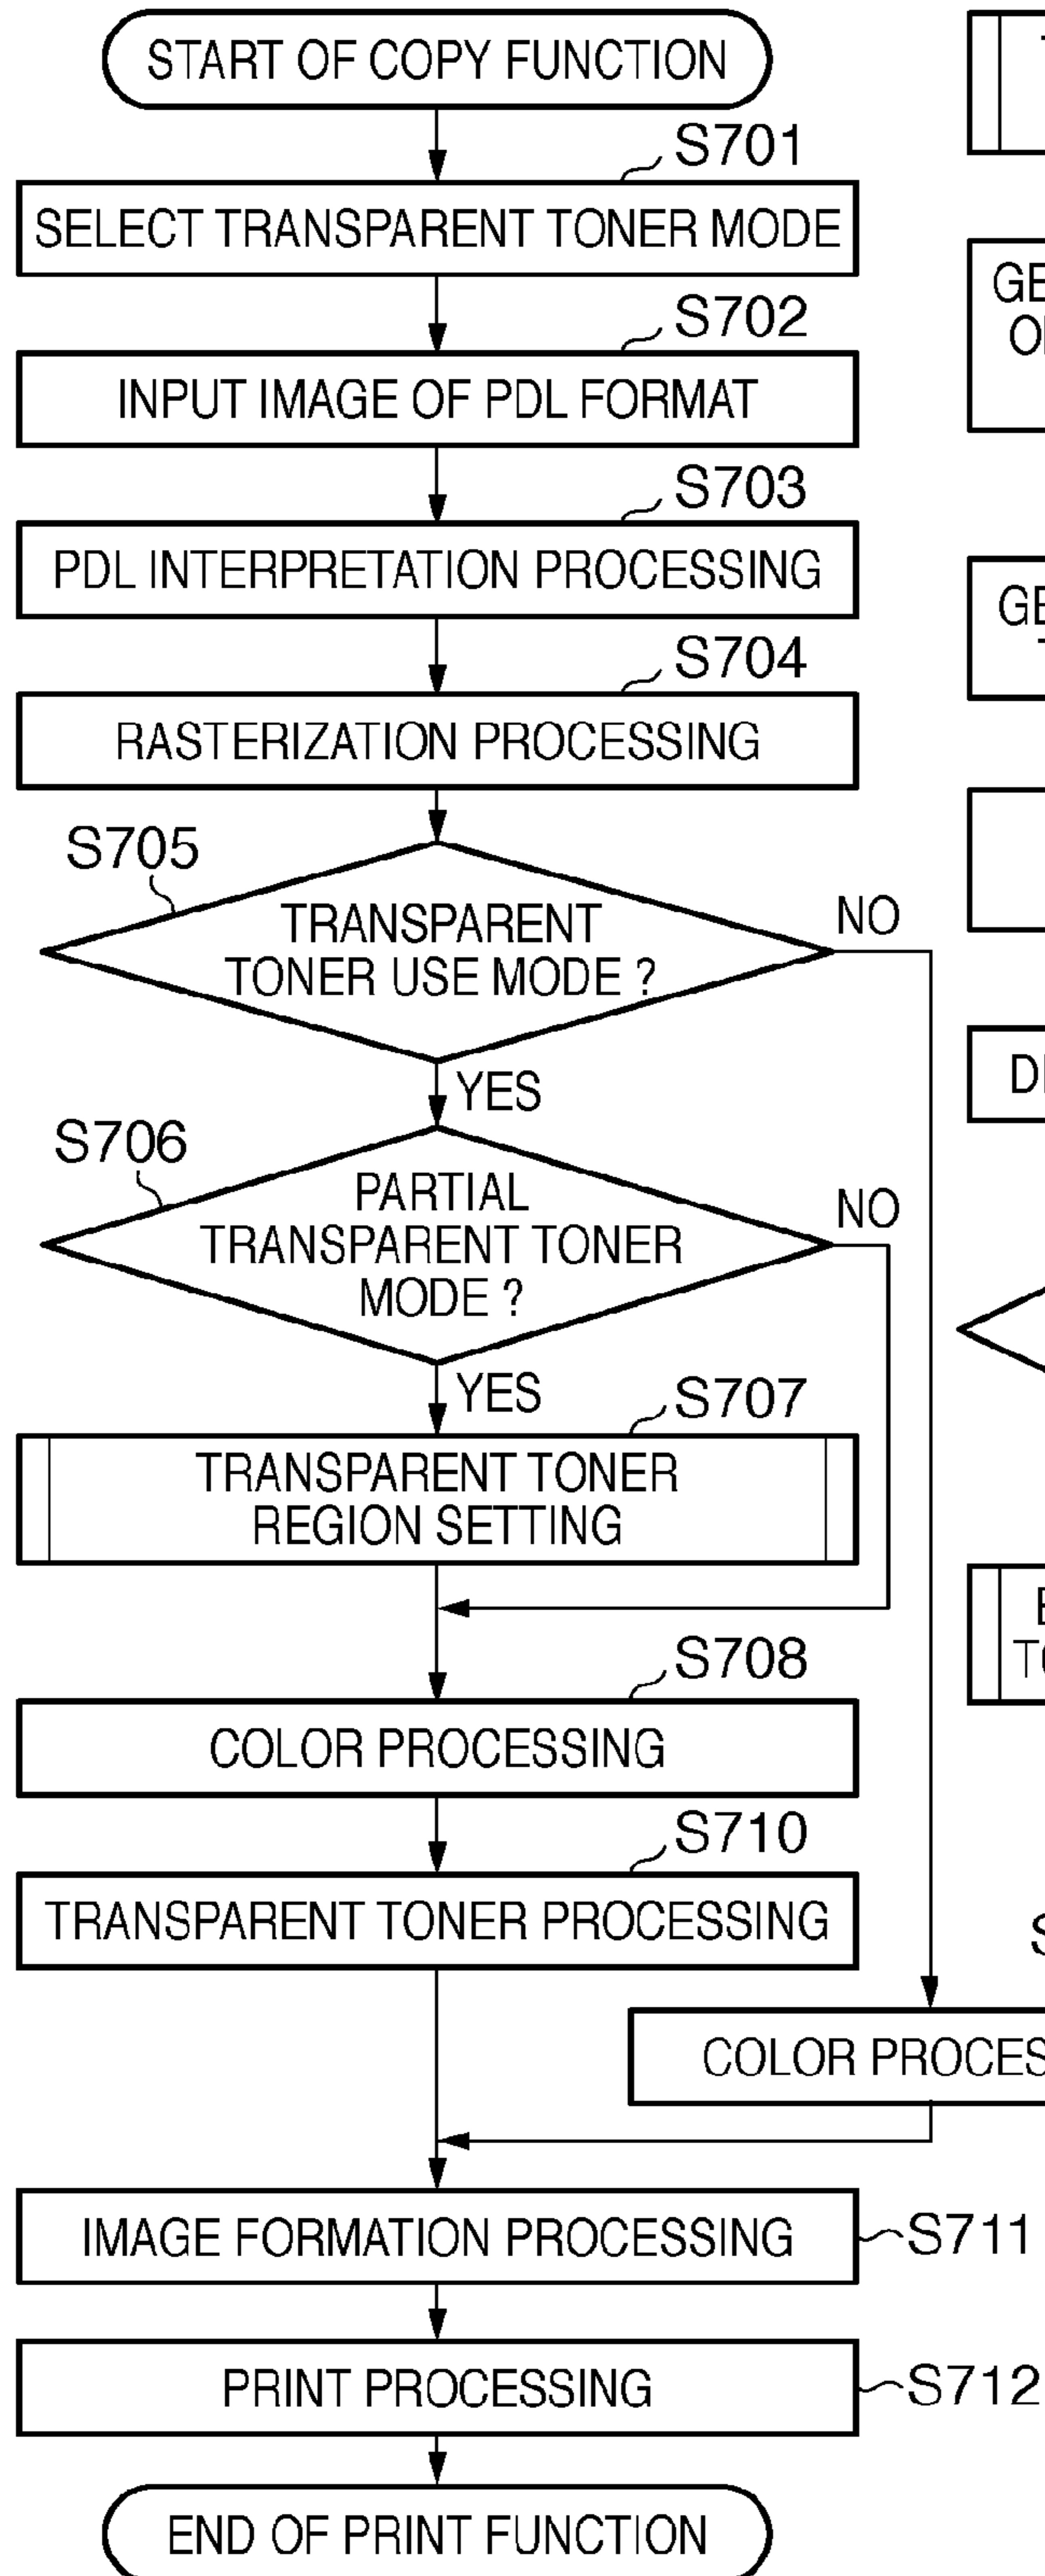 START OF COPY FUNCTION
S701
SELECT TRANSPARENT TONER MODE
S702
INPUT IMAGE OF PDL FORMAT
S703
PDL INTERPRETATION PROCESSING
S704
RASTERIZATION PROCESSING
S705
TRANSPARENT
TONER USE MODE ?
NO
YES
S706
PARTIAL
TRANSPARENT TONER
MODE ?
NO
YES
S707
TRANSPARENT TONER
REGION SETTING
S708
COLOR PROCESSING
S710
TRANSPARENT TONER PROCESSING
COLOR
IMAGE FORMATION PROCESSING
S711
PRINT PROCESSING
S712
END OF PRINT FUNCTION